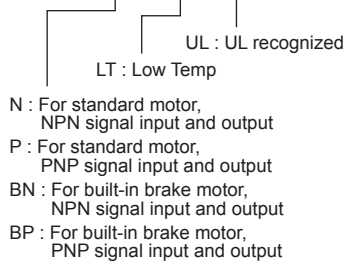 UL : UL recognized
LT : Low Temp
N : For standard motor,
NPN signal input and output
P : For standard motor,
PNP signal input and output
BN : For built-in brake motor,
NPN signal input and output
BP : For built-in brake motor,
PNP signal input and output